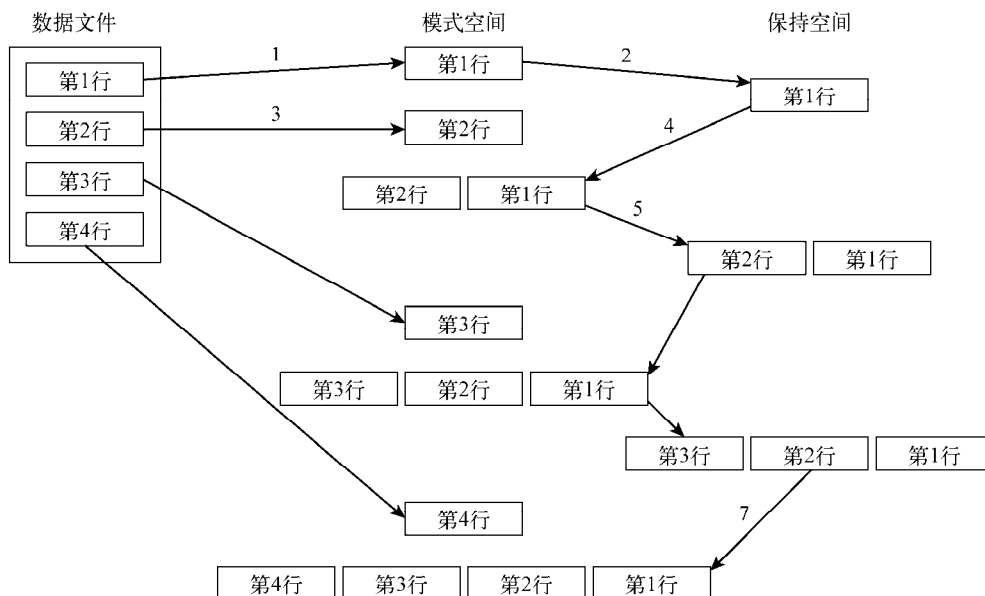 数据文件 模式空间 保持空间
第1行 1 第1行 2 第1行
第2行 3 第2行 4
第3行 第2行 第1行
第4行 5 第2行 第1行
第3行
第3行 第2行 第1行
第3行 第2行 第1行
第4行 7
第4行 第3行 第2行 第1行